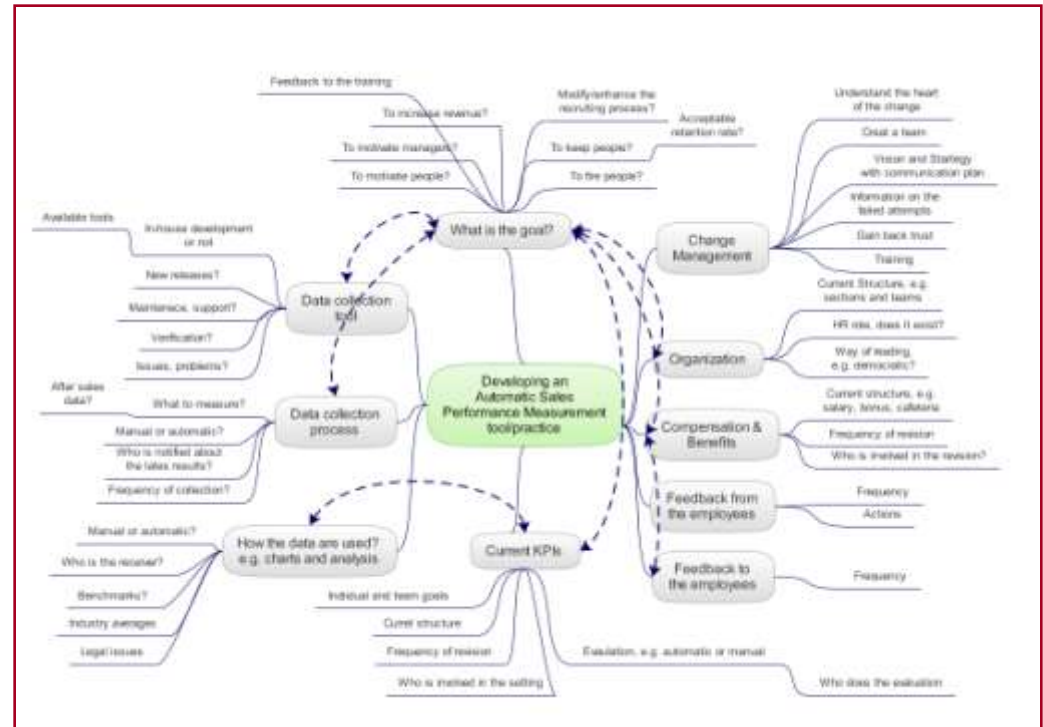 Feedback to the training
To increase revenue?
To motivate managers?
To motivate people?
Modify/enhance the
recruiting process?
Acceptable
retention rate?
To keep people?
To fire people?
What is the goal?
Understand the heart
of the change
Creat a team
Vision and Startegy
with communication plan
Information on the
failed attempts
Gain back trust
Training
Change
Management
Available tools
In-house development
or not
New releases?
Maintenece, support?
Verification?
Issues, problems?
Data collection
tool
Current Structure, e.g.
sections and teams
HR role, does it exist?
Way of leading,
e.g. democratic?
Organization
Developing an
Automatic Sales
Performance Measurement
tool/practice
After sales
data?
What to measure?
Manual or automatic?
Who is notified about
the lates results?
Frequency of collection?
Data collection
process
Current structure, e.g.
salary, bonus, cafeteria
Frequency of revision
Who is involved in the revision?
Compensation &
Benefits
Feedback from
the employees
Frequency
Actions
Manual or automatic?
Who is the receiver?
Benchmarks?
Industry averages
Legal issues
How the data are used?
e.g. charts and analysis
Current KPIs
Feedback to
the employees
Frequency
Individual and team goals
Curret structure
Frequency of revision
Who is involved in the setting
Evaulation, e.g. automatic or manual
Who does the evaluation